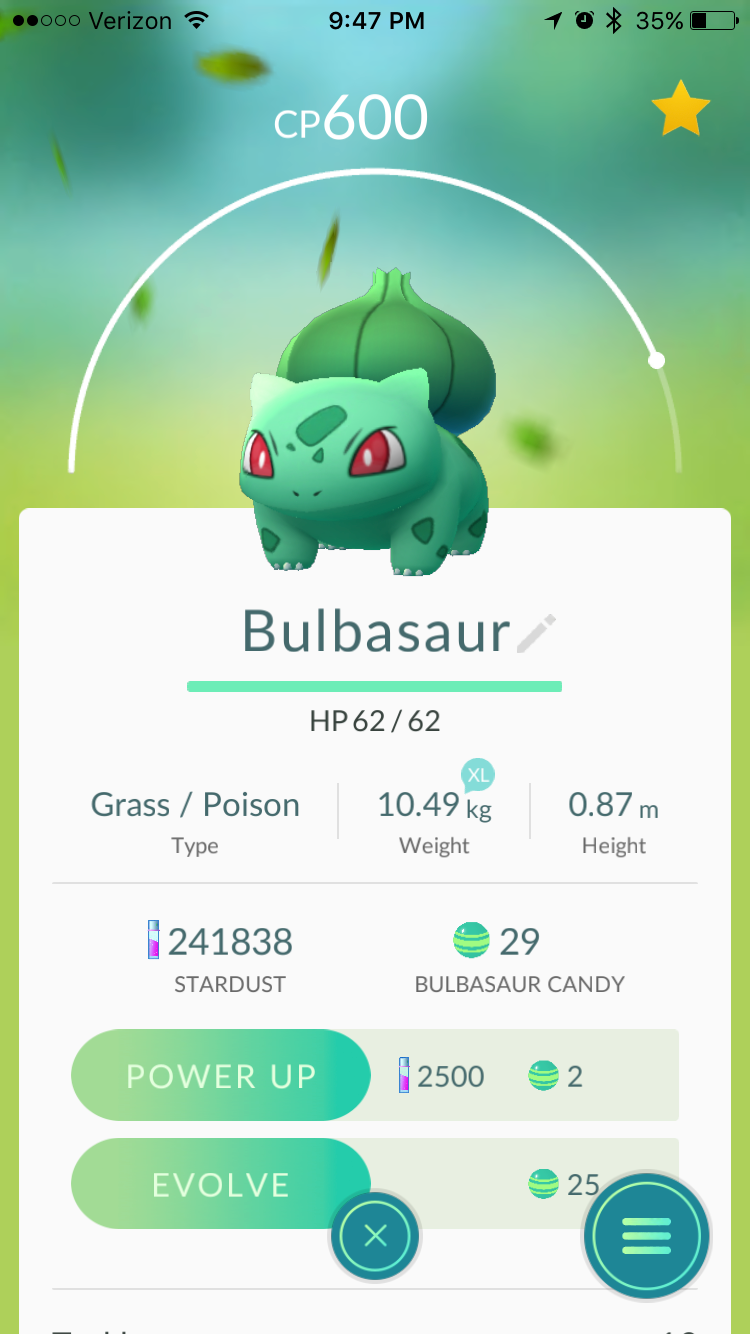 Verizon 9:47 PM 35%
CP600
Bulbasaur
HP 62 / 62
XL
Grass / Poison 10.49 kg 0.87 m
Type Weight Height
241838 29
STARDUST BULBASAUR CANDY
POWER UP 2500 2
EVOLVE 25